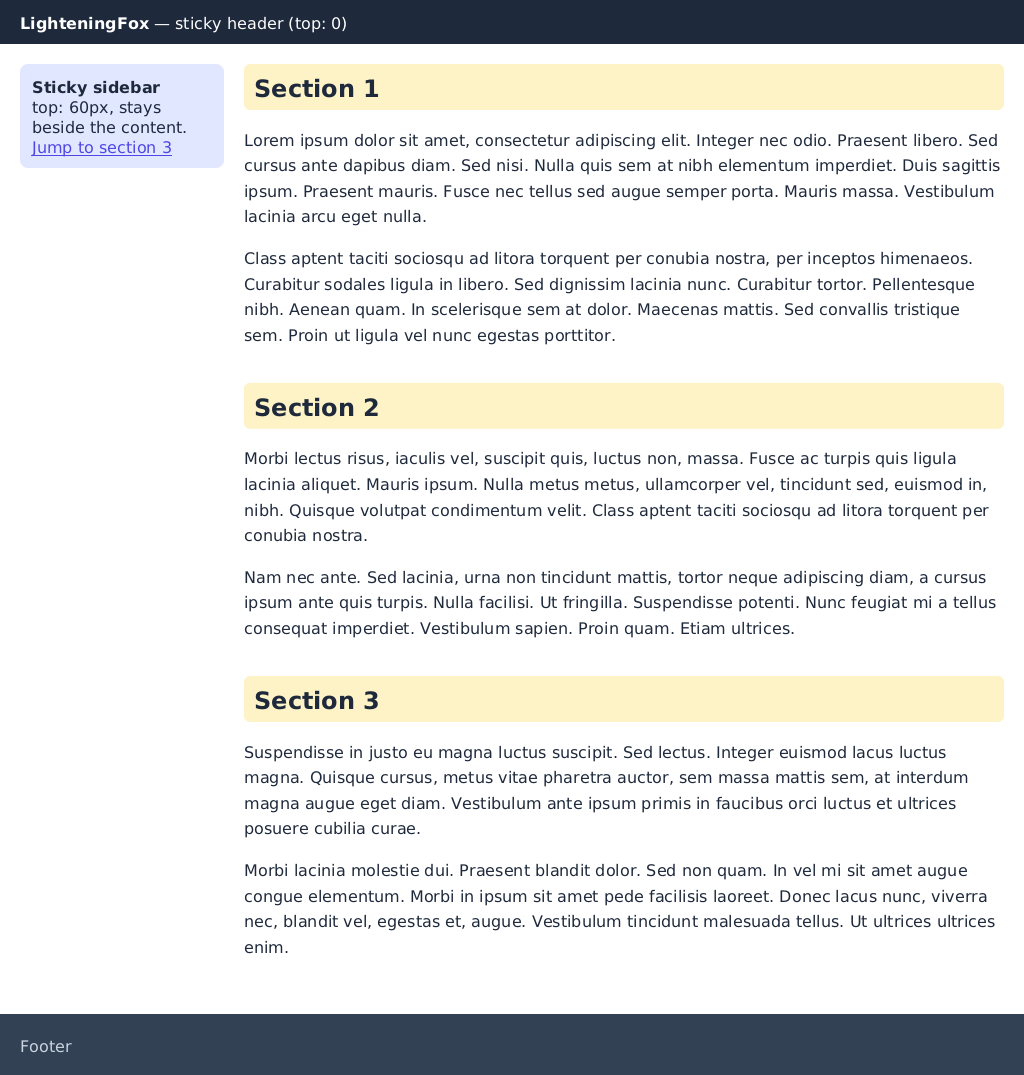 LighteningFox — sticky header (top: 0)
Sticky sidebar
top: 60px, stays
beside the content.
Jump to section 3
Section 1
Lorem ipsum dolor sit amet, consectetur adipiscing elit. Integer nec odio. Praesent libero. Sed
cursus ante dapibus diam. Sed nisi. Nulla quis sem at nibh elementum imperdiet. Duis sagittis
ipsum. Praesent mauris. Fusce nec tellus sed augue semper porta. Mauris massa. Vestibulum
lacinia arcu eget nulla.
Class aptent taciti sociosqu ad litora torquent per conubia nostra, per inceptos himenaeos.
Curabitur sodales ligula in libero. Sed dignissim lacinia nunc. Curabitur tortor. Pellentesque
nibh. Aenean quam. In scelerisque sem at dolor. Maecenas mattis. Sed convallis tristique
sem. Proin ut ligula vel nunc egestas porttitor.
Section 2
Morbi lectus risus, iaculis vel, suscipit quis, luctus non, massa. Fusce ac turpis quis ligula
lacinia aliquet. Mauris ipsum. Nulla metus metus, ullamcorper vel, tincidunt sed, euismod in,
nibh. Quisque volutpat condimentum velit. Class aptent taciti sociosqu ad litora torquent per
conubia nostra.
Nam nec ante. Sed lacinia, urna non tincidunt mattis, tortor neque adipiscing diam, a cursus
ipsum ante quis turpis. Nulla facilisi. Ut fringilla. Suspendisse potenti. Nunc feugiat mi a tellus
consequat imperdiet. Vestibulum sapien. Proin quam. Etiam ultrices.
Section 3
Suspendisse in justo eu magna luctus suscipit. Sed lectus. Integer euismod lacus luctus
magna. Quisque cursus, metus vitae pharetra auctor, sem massa mattis sem, at interdum
magna augue eget diam. Vestibulum ante ipsum primis in faucibus orci luctus et ultrices
posuere cubilia curae.
Morbi lacinia molestie dui. Praesent blandit dolor. Sed non quam. In vel mi sit amet augue
congue elementum. Morbi in ipsum sit amet pede facilisis laoreet. Donec lacus nunc, viverra
nec, blandit vel, egestas et, augue. Vestibulum tincidunt malesuada tellus. Ut ultrices ultrices
enim.
Footer